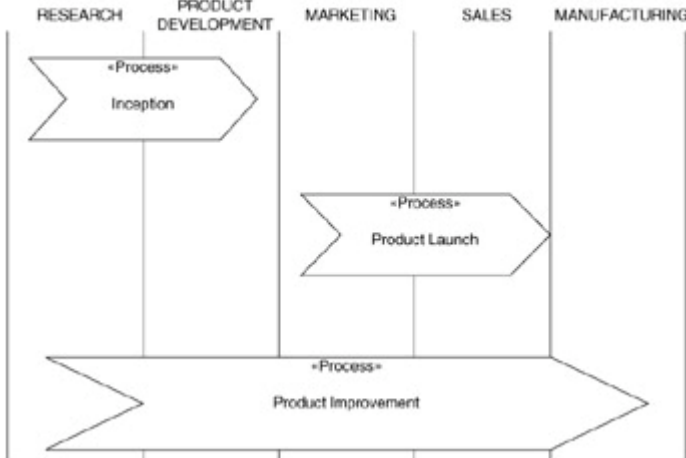 RESEARCH
PRODUCT
DEVELOPMENT
MARKETING
SALES
MANUFACTURING
«Process»
Inception
«Process»
Product Launch
«Process»
Product Improvement